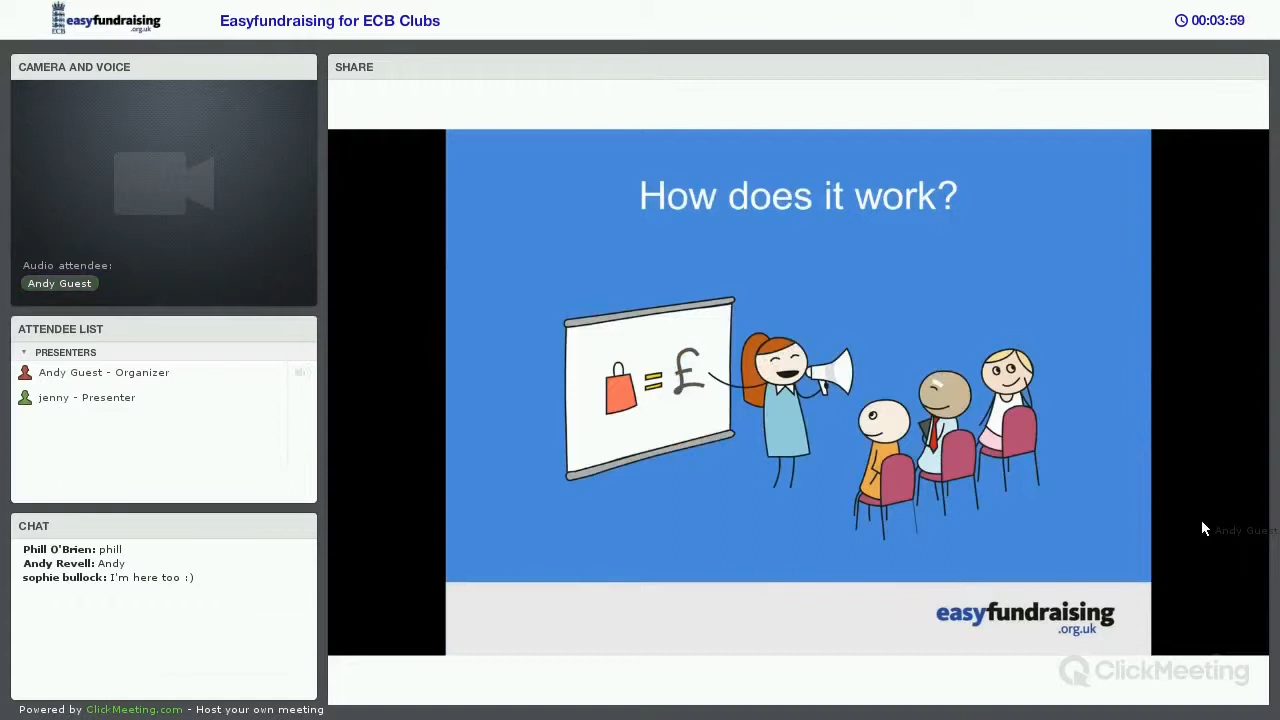 ECB
easyfundraising
.org.uk
Easyfundraising for ECB Clubs
00:03:59
CAMERA AND VOICE
Audio attendee:
Andy Guest
ATTENDEE LIST
PRESENTERS
Andy Guest - Organizer
jenny - Presenter
CHAT
Phill O'Brien: phill
Andy Revell: Andy
sophie bullock: I'm here too :)
Powered by ClickMeeting.com - Host your own meeting
SHARE
How does it work?
= £
easyfundraising
.org.uk
Andy Guest
ClickMeeting